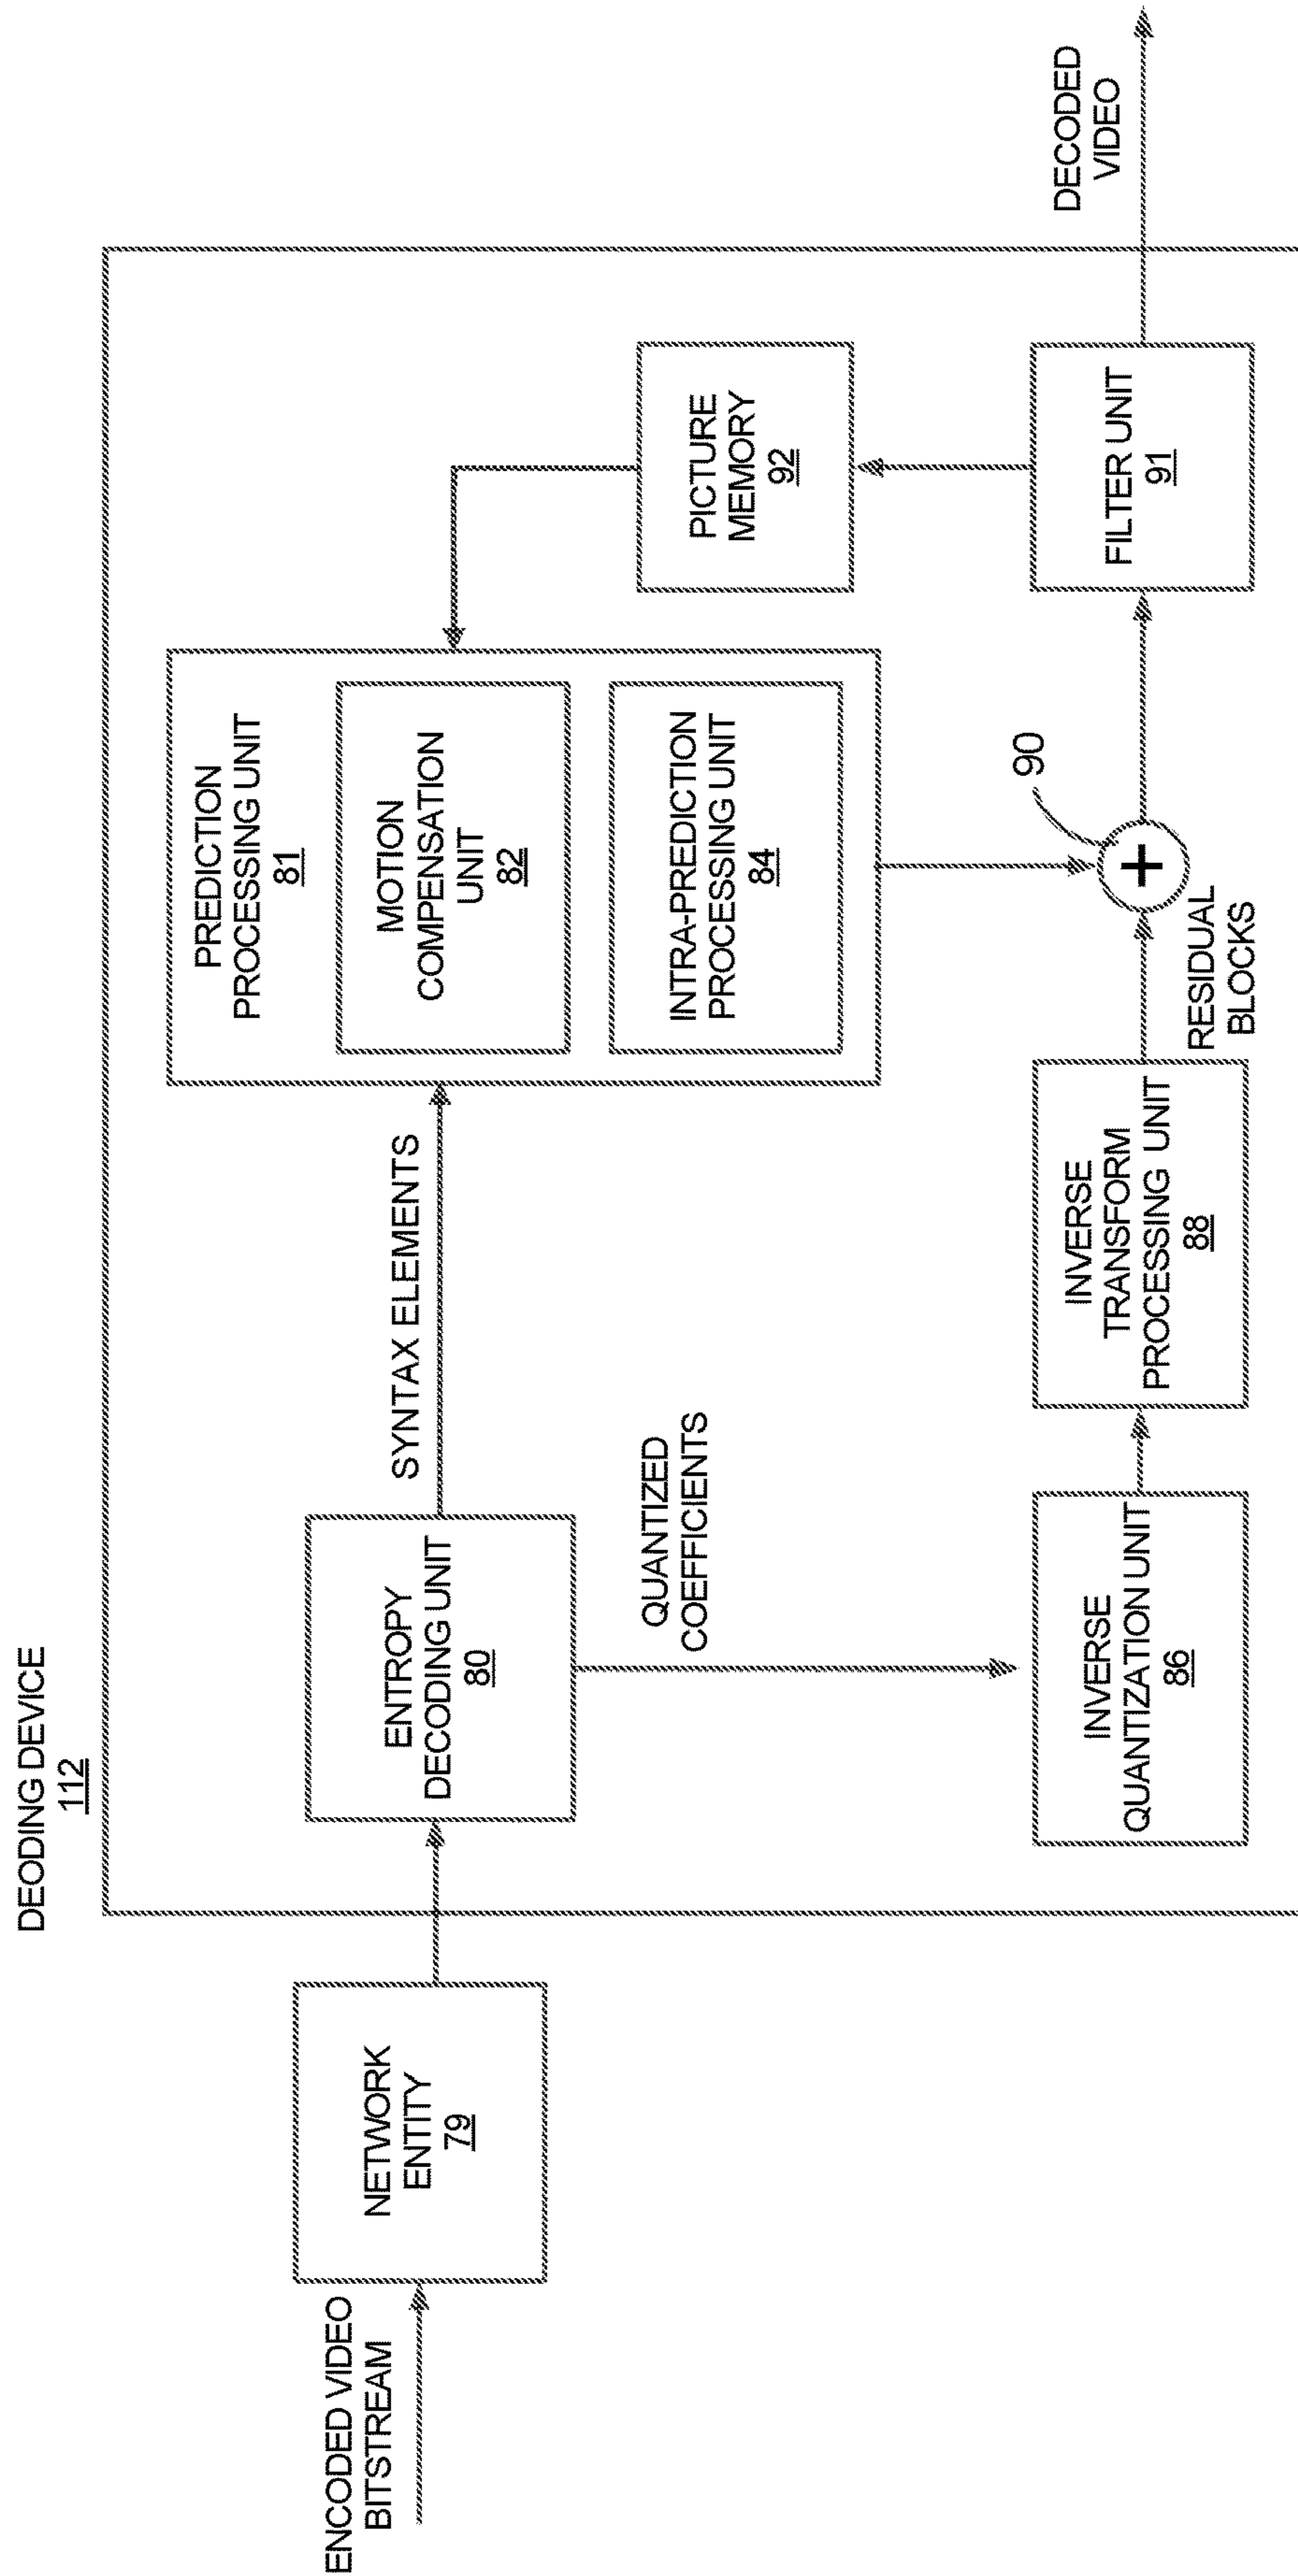 DEODING DEVICE
112
ENCODED VIDEO
BITSTREAM
NETWORK
ENTITY
79
ENTROPY
DECODING UNIT
80
SYNTAX ELEMENTS
QUANTIZED
COEFFICIENTS
PREDICTION
PROCESSING UNIT
81
MOTION
COMPENSATION
UNIT
82
INTRA-PREDICTION
PROCESSING UNIT
84
PICTURE
MEMORY
92
INVERSE
QUANTIZATION UNIT
86
INVERSE
TRANSFORM
PROCESSING UNIT
88
RESIDUAL
BLOCKS
90
+
FILTER UNIT
91
DECODED
VIDEO